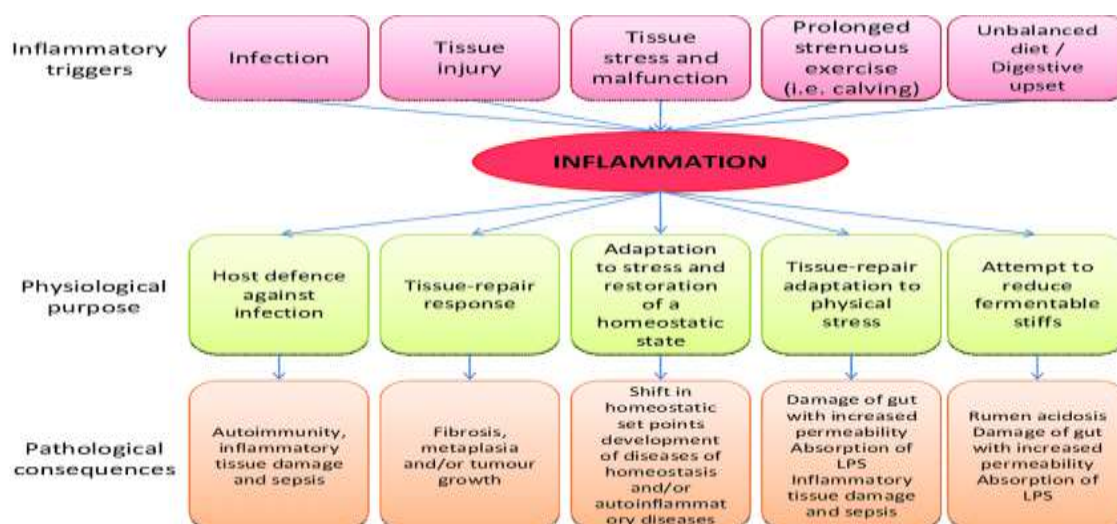 Inflammatory
triggers
Infection
Tissue
injury
Tissue
stress and
malfunction
Prolonged
strenuous
exercise
(i.e. calving)
Unbalanced
diet /
Digestive
upset
INFLAMMATION
Physiological
purpose
Host defence
against
infection
Tissue-repair
response
Adaptation
to stress and
restoration
of a
homeostatic
state
Tissue-repair
adaptation to
physical
stress
Attempt to
reduce
fermentable
stiffs
Pathological
consequences
Autoimmunity,
inflammatory
tissue damage
and sepsis
Fibrosis,
metaplasia
and/or tumour
growth
Shift in
homeostatic
set points
development
of diseases of
homestasis
and/or
autoinflammat
ory diseases
Damage of gut
with increased
permeability
Absorption of
LPS
Inflammatory
tissue damage
and sepsis
Rumen acidosis
Damage of gut
with increased
permeability
Absorption of
LPS